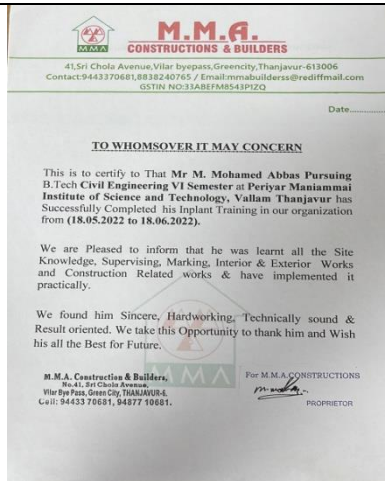 M.M.A.
MMA
CONSTRUCTIONS & BUILDERS
41,Sri Chola Avenue,Vilar byepass,Greencity,Thanjavur-613006
Contact:9443370681,8838240765 / Email:mmabuilderss@rediffmail.com
GSTIN NO:33ABEFM8543P1ZQ
Date..........
TO WHOMSOVER IT MAY CONCERN
This is to certify to That Mr M. Mohamed Abbas Pursuing
B.Tech Civil Engineering VI Semester at Periyar Maniammai
Institute of Science and Technology, Vallam Thanjavur has
Successfully Completed his Inplant Training in our organization
from (18.05.2022 to 18.06.2022).
We are Pleased to inform that he was learnt all the Site
Knowledge, Supervising, Marking, Interior & Exterior Works
and Construction Related works & have implemented it
practically.
We found him Sincere, Hardworking, Technically sound &
Result oriented. We take this Opportunity to thank him and Wish
his all the Best for Future.
MMA
M.M.A. Construction & Builders,
No.41, Sri Chola Avenue,
Vilar Bye Pass, Green City, THANJAVUR-6.
Cell: 94433 70681, 94877 10681.
For M.M.A.CONSTRUCTIONS
PROPRIETOR